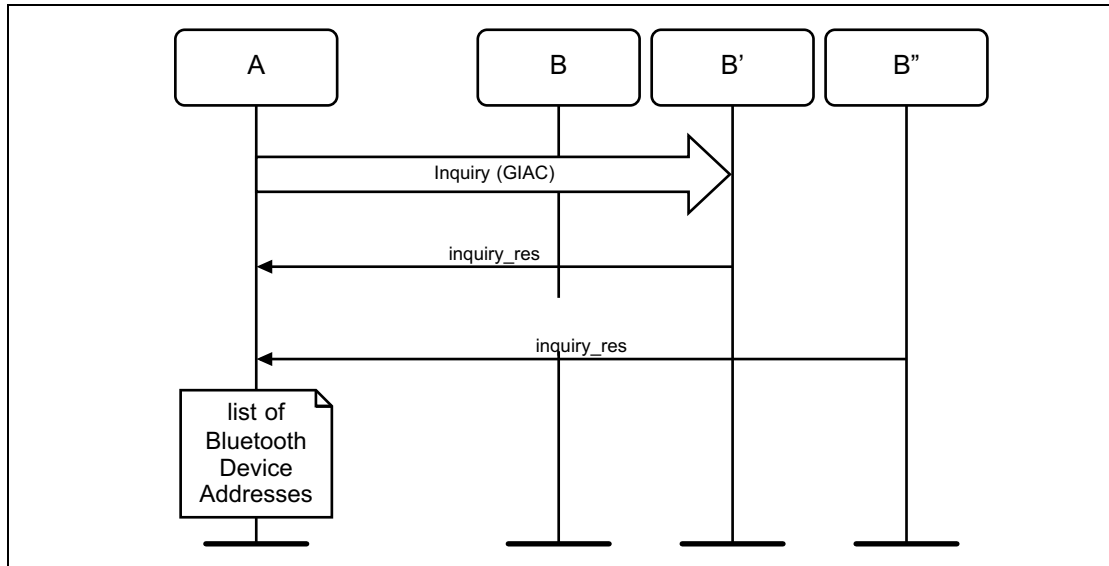 A
B
B’
B”
Inquiry (GIAC)
inquiry_res
inquiry_res
list of
Bluetooth
Device
Addresses